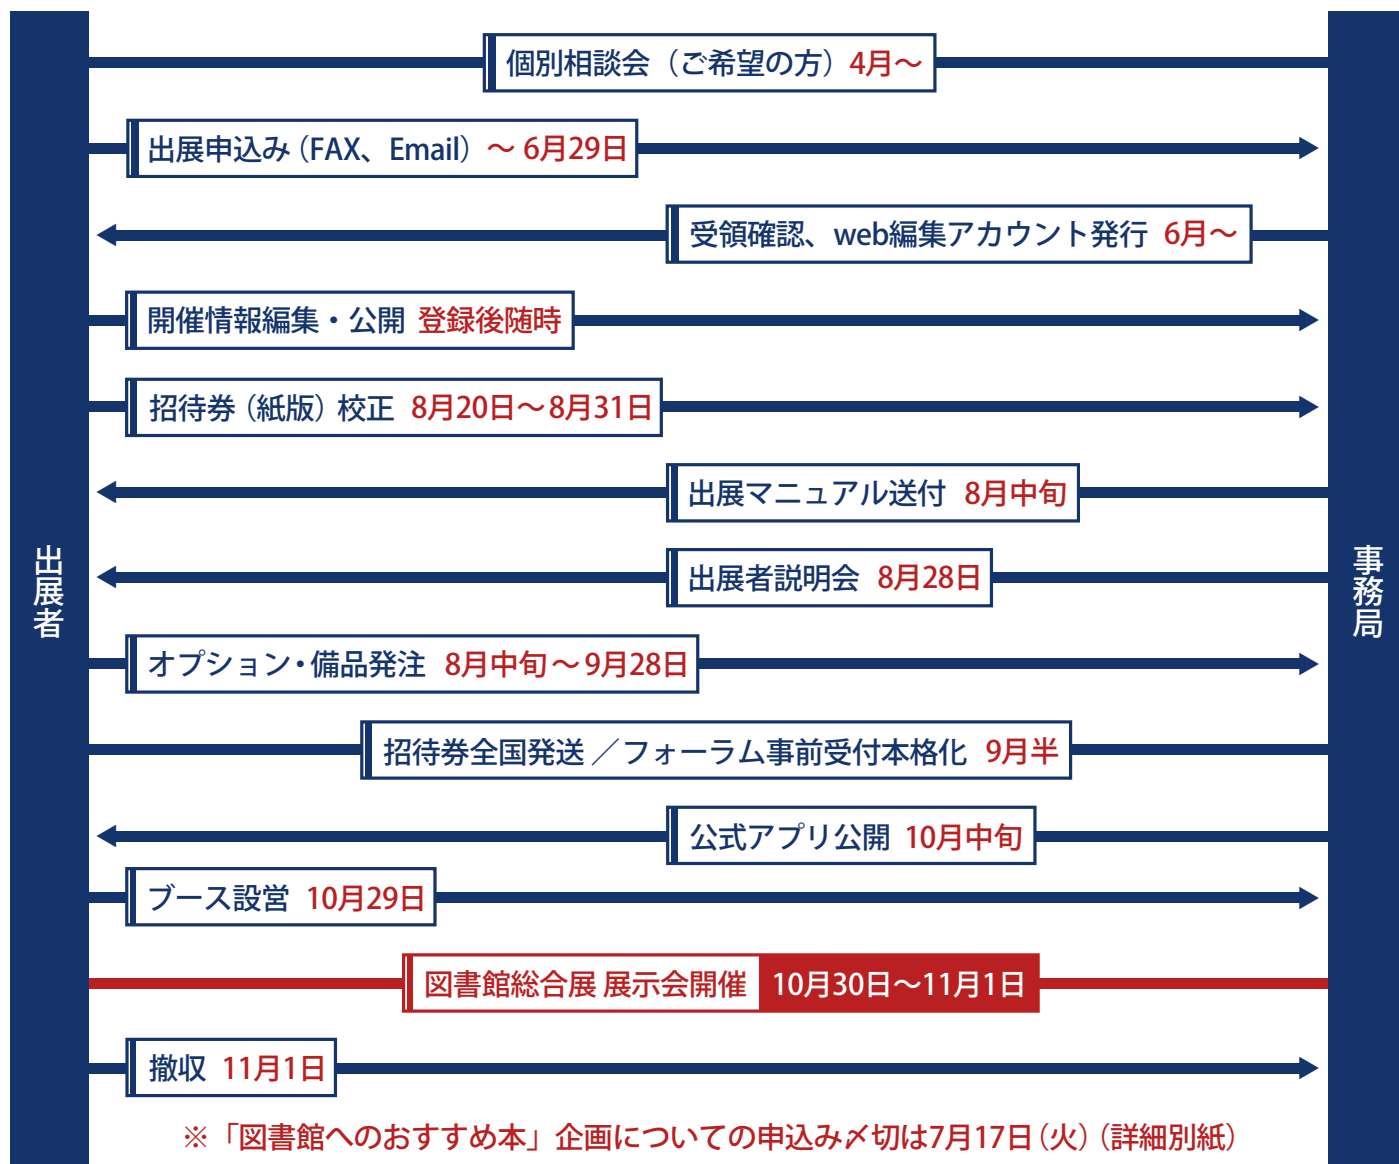 個別相談会（ご希望の方）4月～
出展申込み（FAX、Email）～ 6月29日
受領確認、web編集アカウント発行 6月～
開催情報編集・公開 登録後随時
招待券（紙版）校正 8月20日～8月31日
出展マニュアル送付 8月中旬
出展者説明会 8月28日
オプション・備品発注 8月中旬～9月28日
招待券全国発送 ／フォーラム事前受付本格化 9月半
公式アプリ公開 10月中旬
ブース設営 10月29日
図書館総合展 展示会開催 10月30日～11月1日
撤収 11月1日
出展者
事務局
※「図書館へのおすすめ本」企画についての申込み〆切は7月17日（火）（詳細別紙）